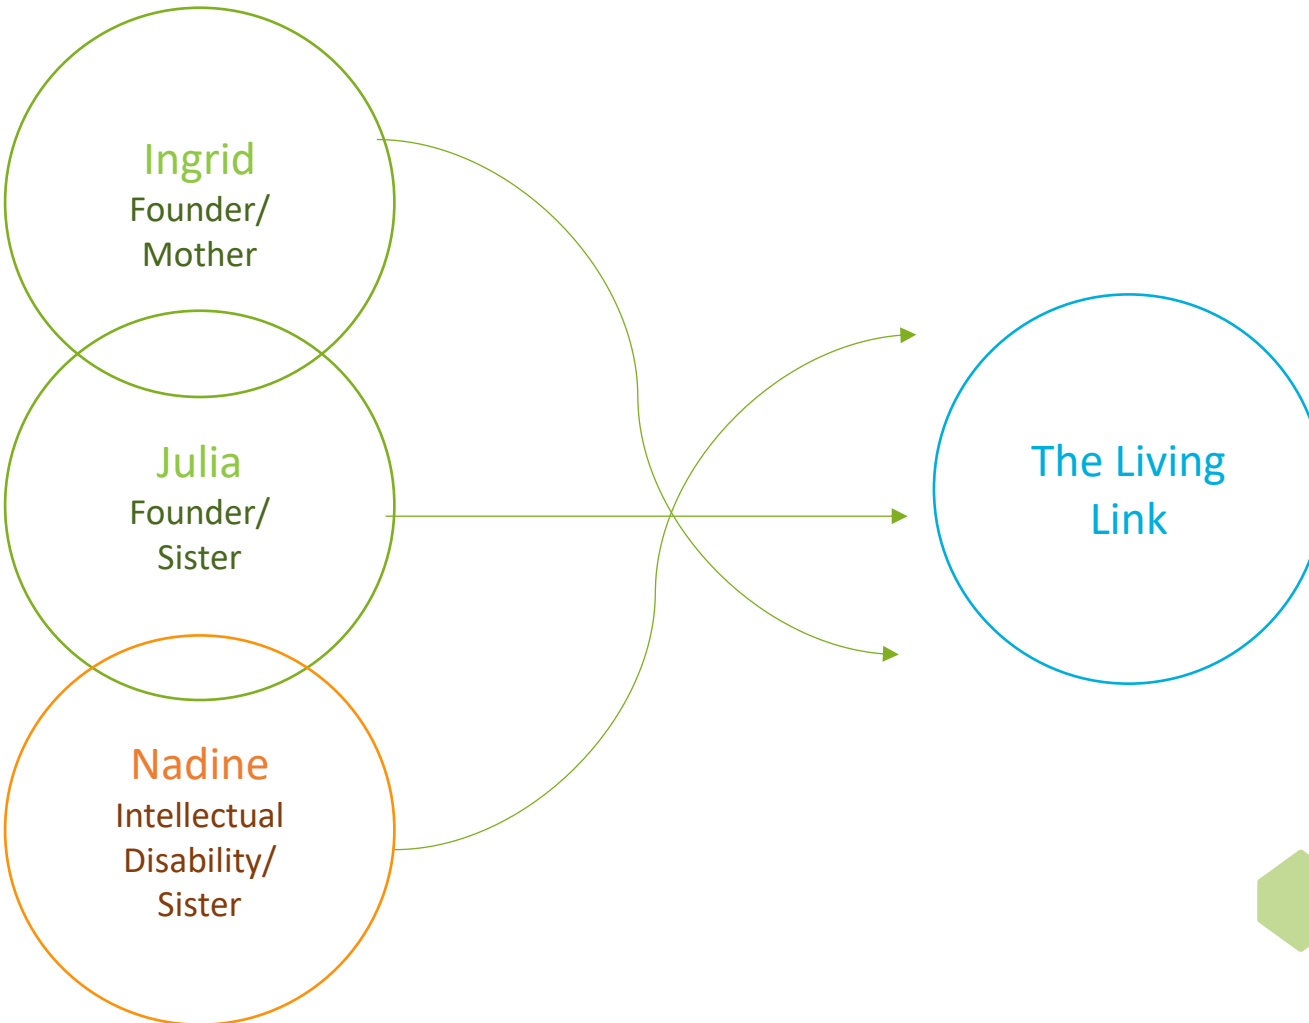 Ingrid
Founder/
Mother
Julia
Founder/
Sister
Nadine
Intellectual
Disability/
Sister
The Living
Link